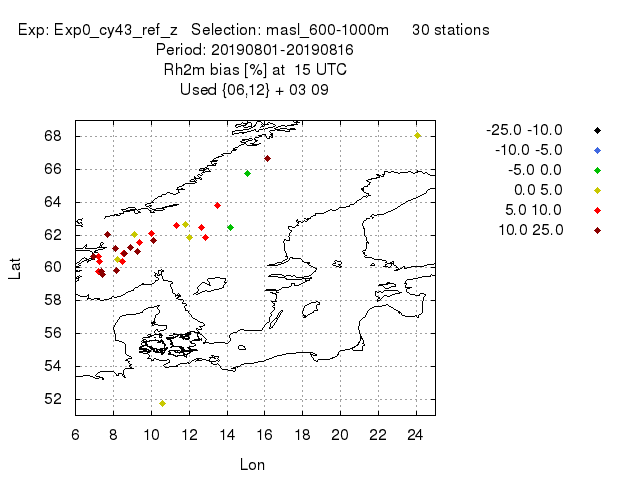 Exp: Exp0_cy43_ref_z Selection: masl_600-1000m 30 stations
Period: 20190801-20190816
Rh2m bias [%] at 15 UTC
Used {06,12} + 03 09
68
66
64
62
60
58
56
54
52
Lat
6 8 10 12 14 16 18 20 22 24
Lon
-25.0 -10.0
-10.0 -5.0
-5.0 0.0
0.0 5.0
5.0 10.0
10.0 25.0